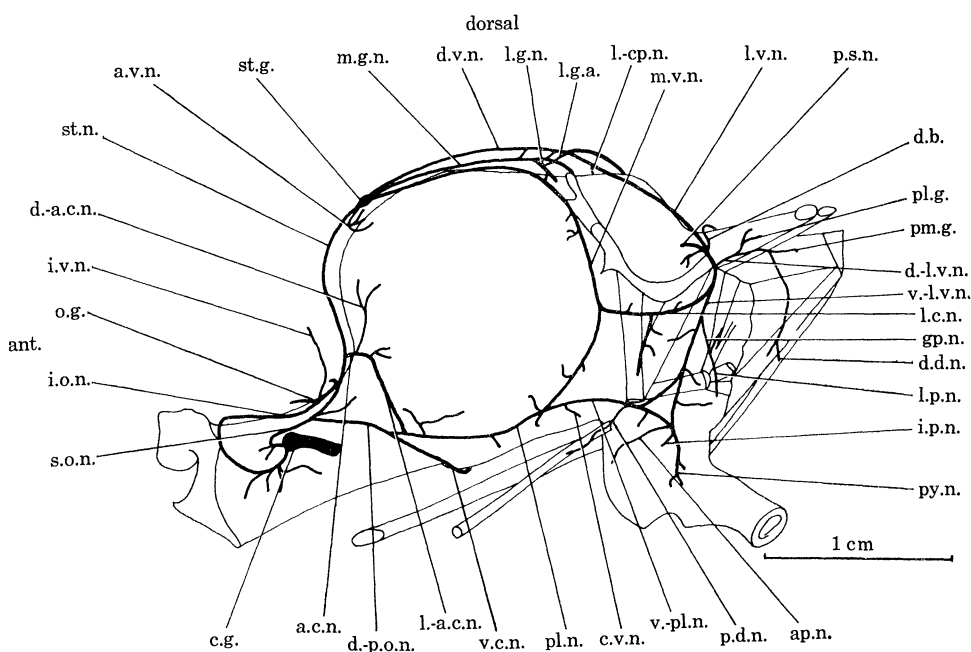 dorsal
a.v.n.
st.g.
m.g.n.
d.v.n.
l.g.n.
l.g.a.
l.-cp.n.
m.v.n.
l.v.n.
p.s.n.
st.n.
d.-a.c.n.
i.v.n.
o.g.
ant.
i.o.n.
s.o.n.
d.b.
pl.g.
pm.g.
d.-l.v.n.
v.-l.v.n.
l.c.n.
gp.n.
d.d.n.
l.p.n.
i.p.n.
py.n.
1 cm
c.g.
a.c.n.
d.-p.o.n.
l.-a.c.n.
v.c.n.
pl.n.
c.v.n.
v.-pl.n.
p.d.n.
ap.n.